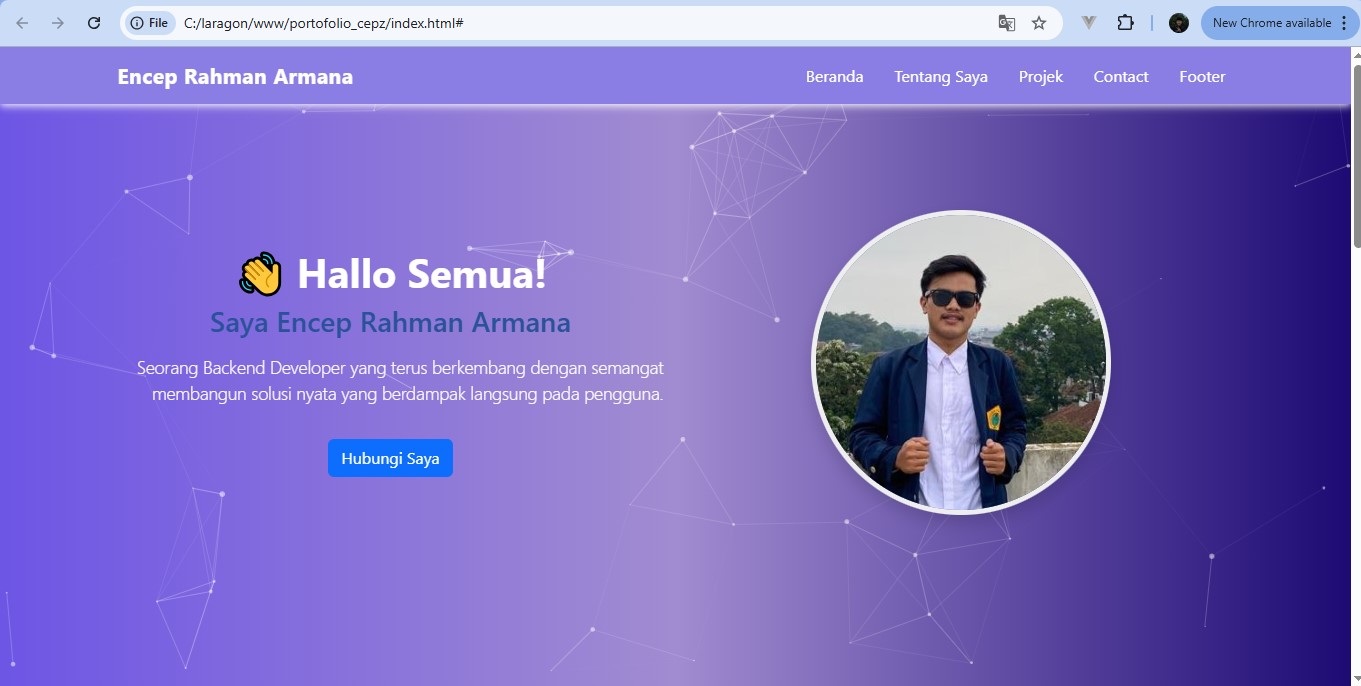 File C:/laragon/www/portofolio_cepz/index.html# New Chrome available
Encep Rahman Armana Beranda Tentang Saya Projek Contact Footer
👋 Hallo Semua!
Saya Encep Rahman Armana
Seorang Backend Developer yang terus berkembang dengan semangat
membangun solusi nyata yang berdampak langsung pada pengguna.
Hubungi Saya